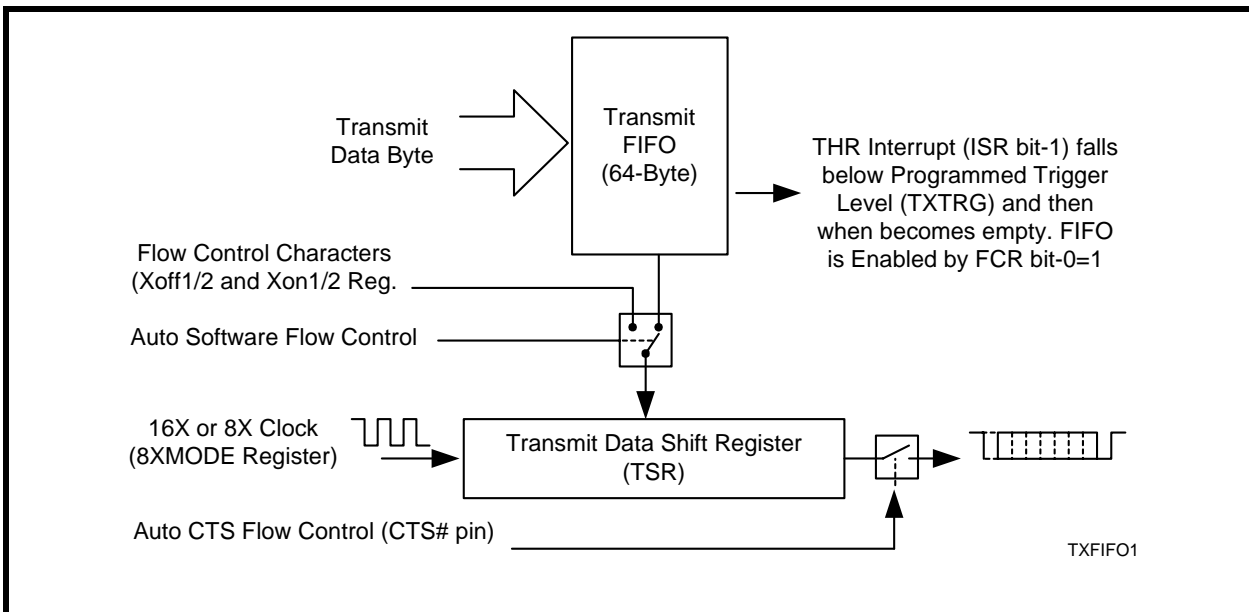 Transmit
Data Byte
Transmit
FIFO
(64-Byte)
THR Interrupt (ISR bit-1) falls
below Programmed Trigger
Level (TXTRG) and then
when becomes empty. FIFO
is Enabled by FCR bit-0=1
Flow Control Characters
(Xoff1/2 and Xon1/2 Reg.
Auto Software Flow Control
16X or 8X Clock
(8XMODE Register)
Transmit Data Shift Register
(TSR)
Auto CTS Flow Control (CTS# pin)
TXFIFO1